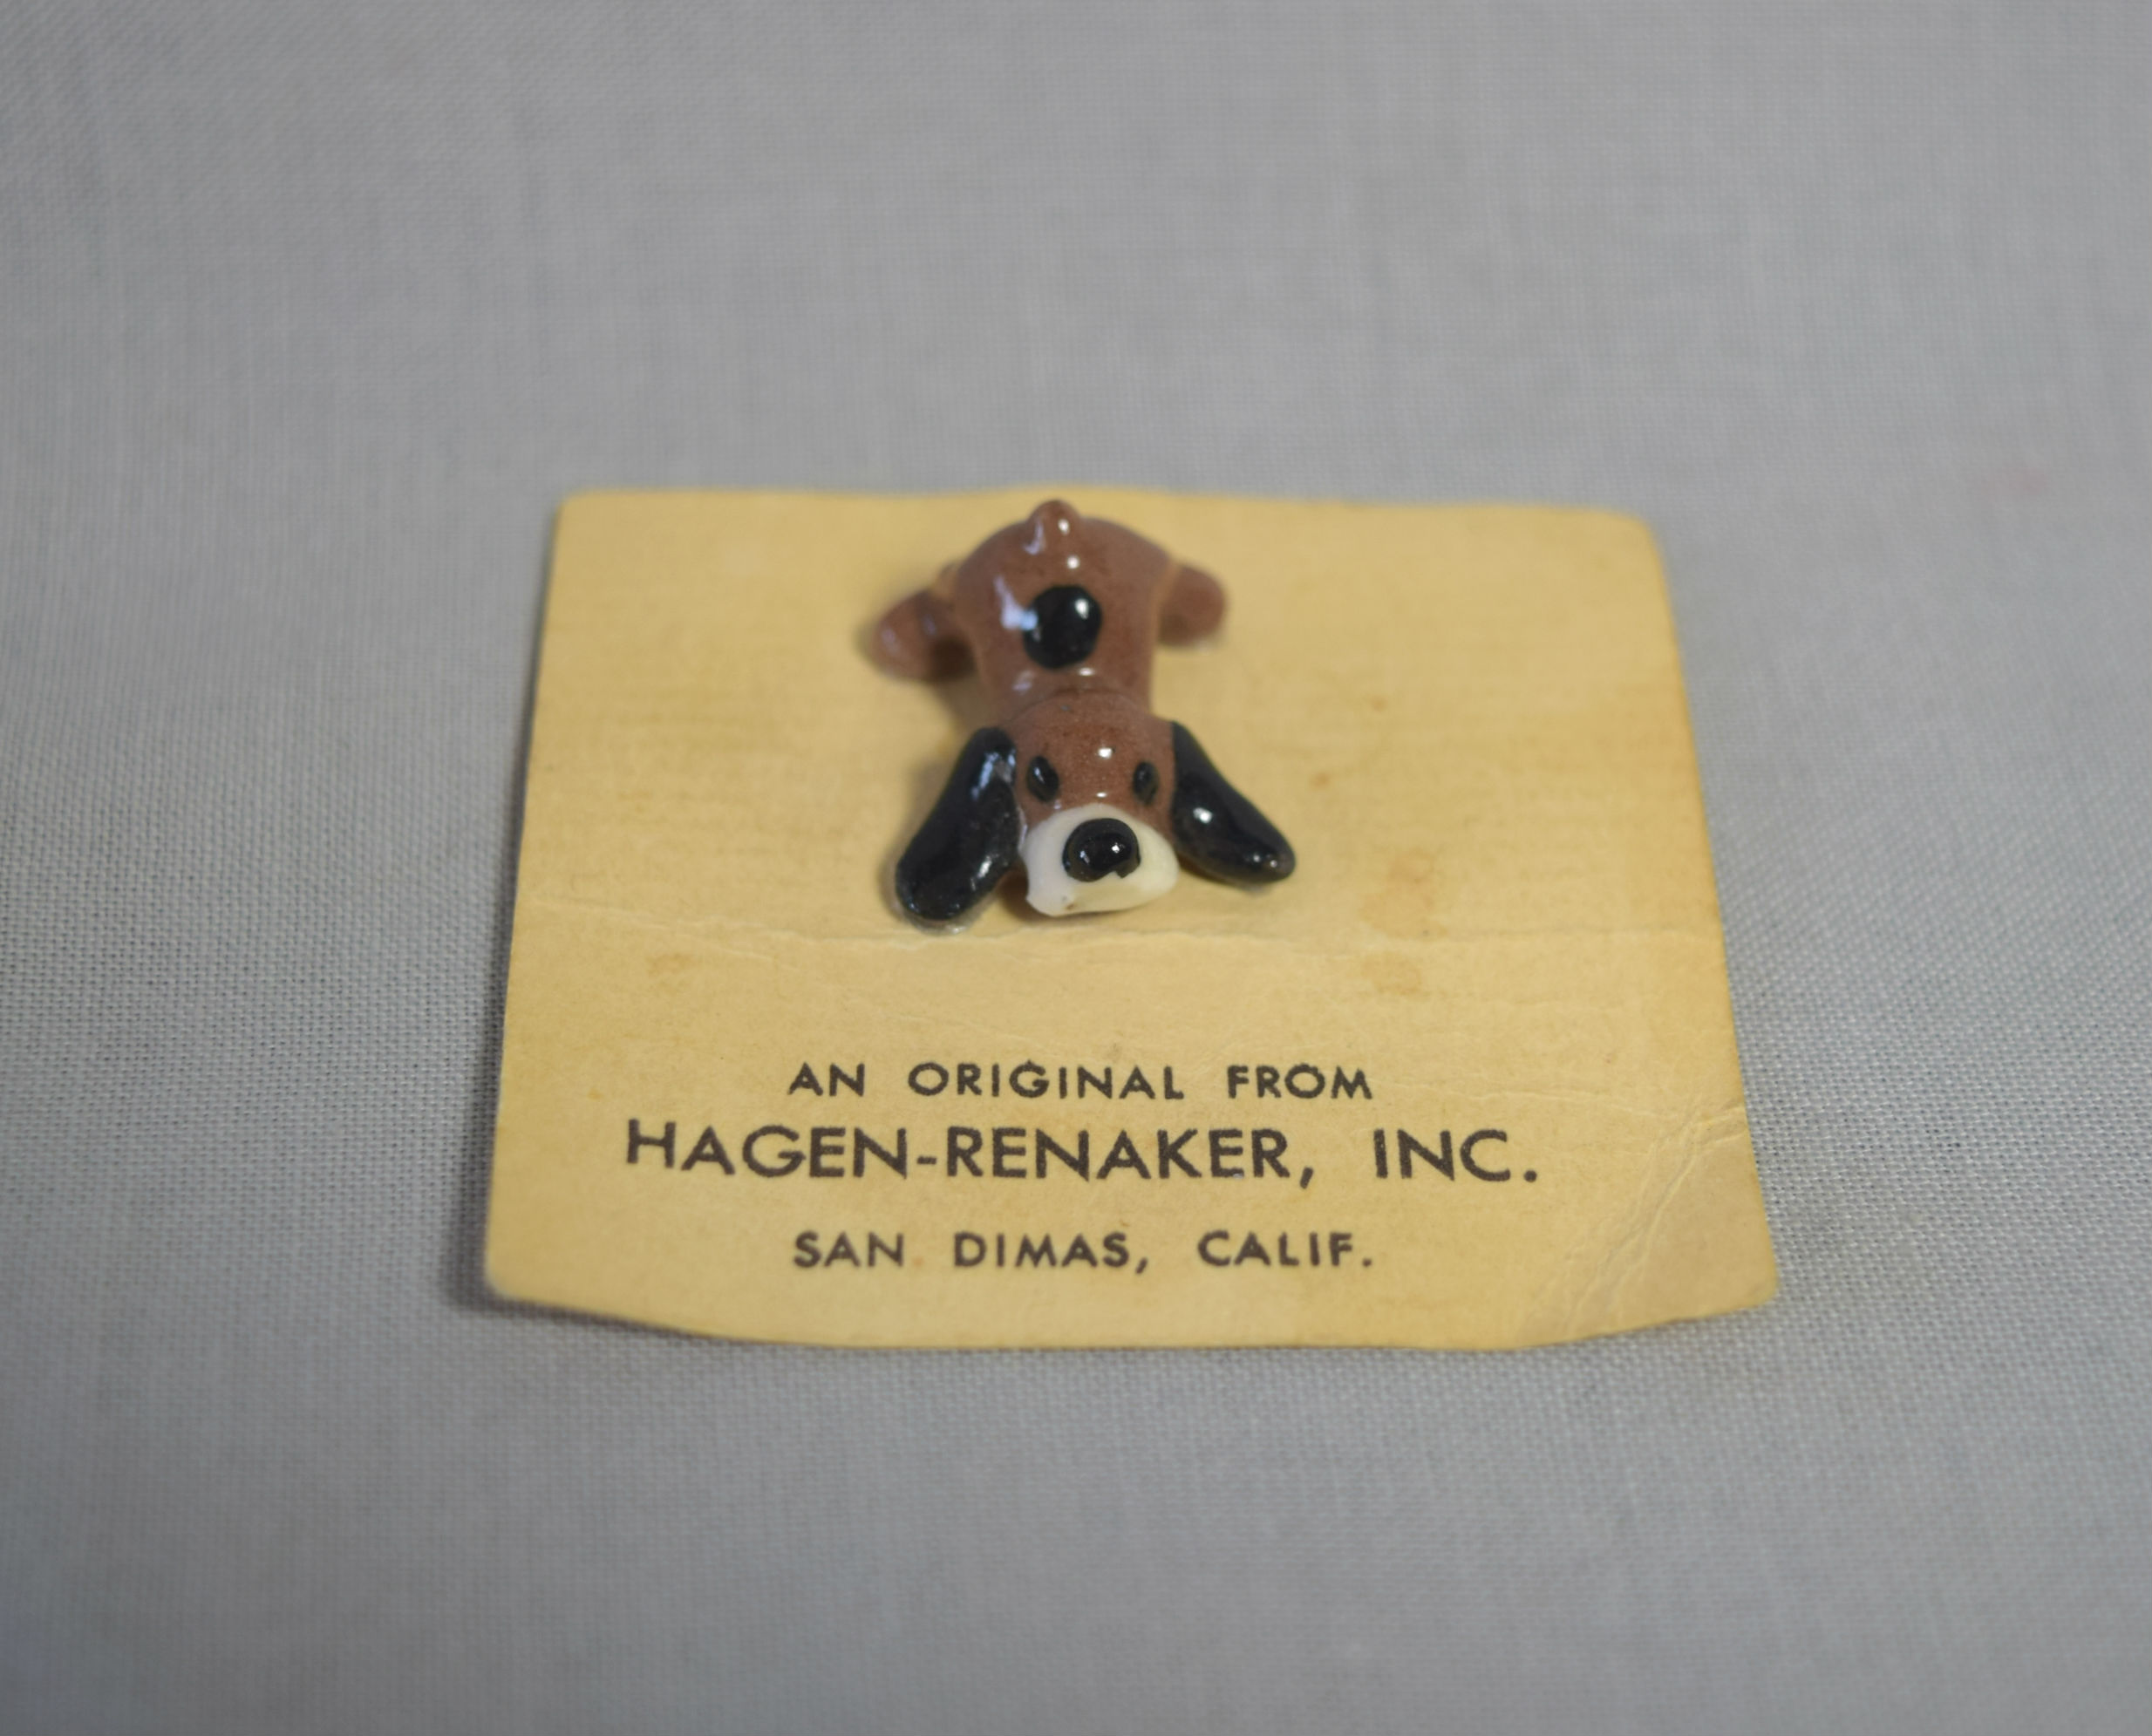 AN ORIGINAL FROM
HAGEN-RENAKER, INC.
SAN DIMAS, CALIF.